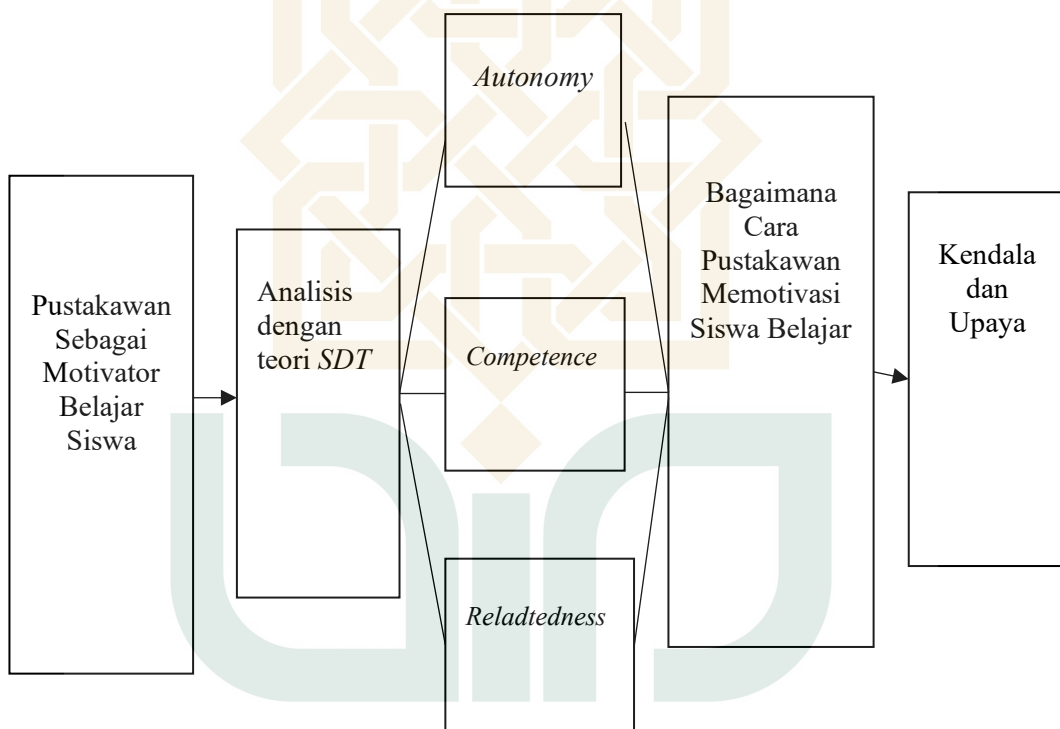 Pustakawan
Sebagai
Motivator
Belajar
Siswa
Analisis
dengan
teori SDT
Autonomy
Competence
Reladtedness
Bagaimana
Cara
Pustakawan
Memotivasi
Siswa Belajar
Kendala
dan
Upaya